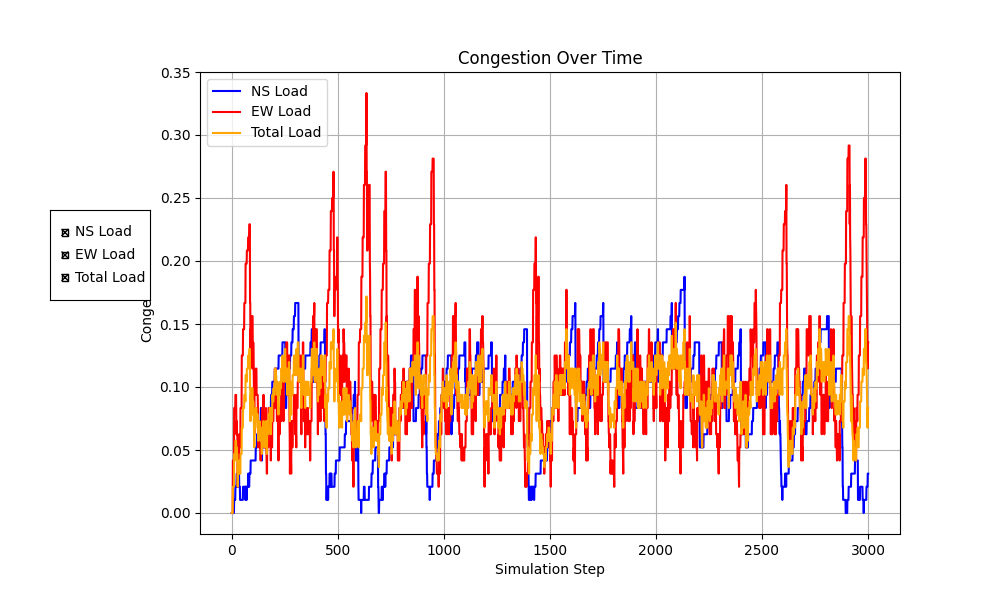 Congestion Over Time
NS Load
EW Load
Total Load
0.35
0.30
0.25
0.20
0.15
0.10
0.05
0.00
Conge
NS Load
EW Load
Total Load
0
500
1000
1500
2000
2500
3000
Simulation Step